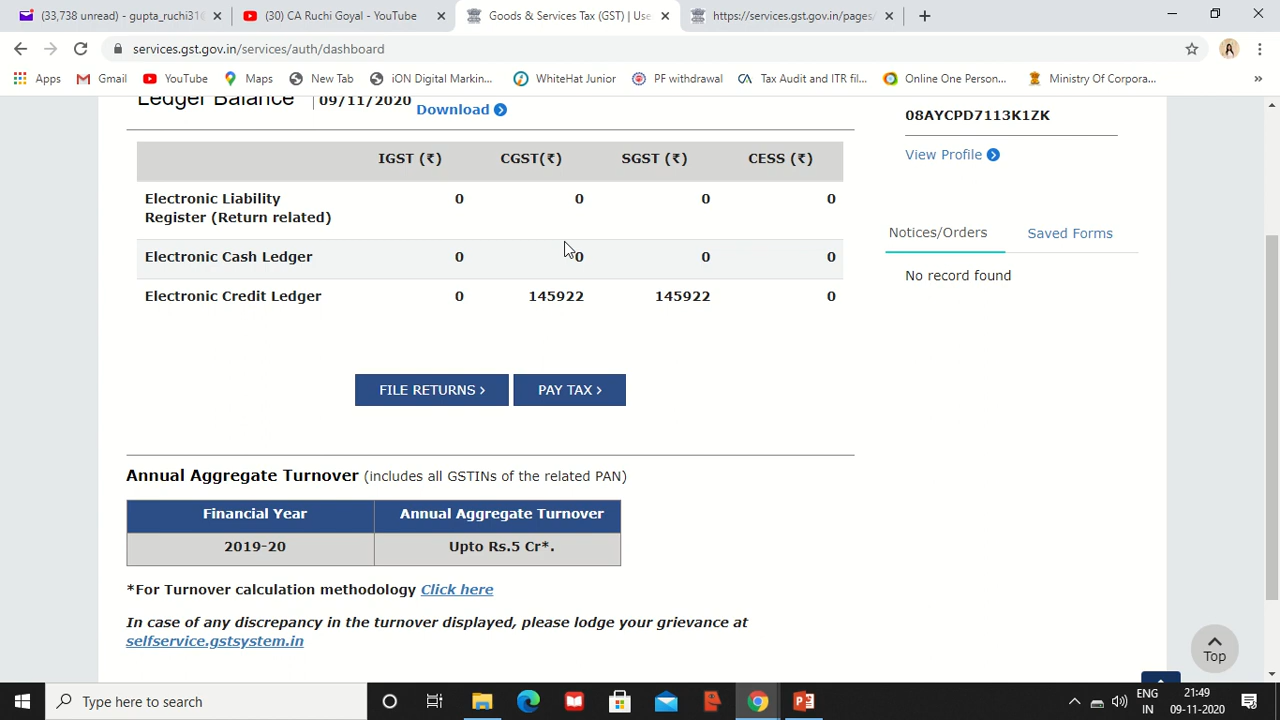 (33,738 unread) - gupta_ruchi31@
(20) CA Ruchi Goyal - YouTube
Goods & Services Tax (GST) | Use
https://services.gst.gov.in/pages/
services.gst.gov.in/services/auth/dashboard
Apps
Gmail
YouTube
Maps
New Tab
iON Digital Markin...
WhiteHat Junior
PF withdrawal
Tax Audit and ITR fil...
Online One Person...
Ministry Of Corpora...
»
Ledger Balance
09/11/2020
Download
IGST (₹) CGST(₹) SGST (₹) CESS (₹)
Electronic Liability
Register (Return related) 0 0 0 0
Electronic Cash Ledger 0 0 0 0
Electronic Credit Ledger 0 145922 145922 0
FILE RETURNS >
PAY TAX >
Annual Aggregate Turnover (includes all GSTINs of the related PAN)
Financial Year Annual Aggregate Turnover
2019-20 Upto Rs.5 Cr*.
*For Turnover calculation methodology Click here
In case of any discrepancy in the turnover displayed, please lodge your grievance at
selfservice.gstsystem.in
08AYCPD7113K1ZK
View Profile
Notices/Orders Saved Forms
No record found
Top
Type here to search
ENG
IN
21:49
09-11-2020